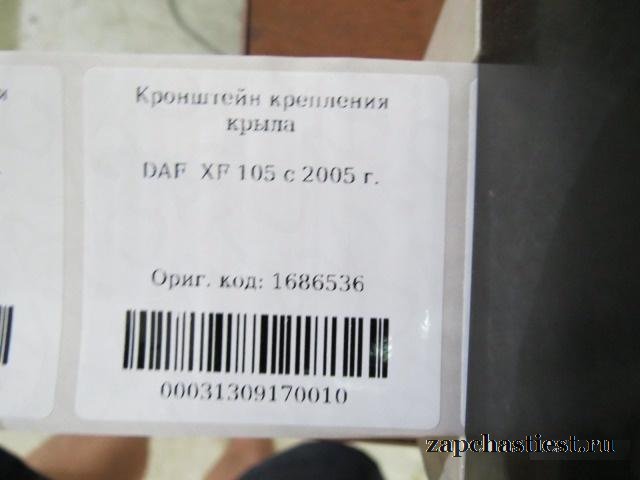 Кронштейн крепления
крыла
DAF XF 105 с 2005 г.
Ориг. код: 1686536
00031309170010
zapchastiest.ru